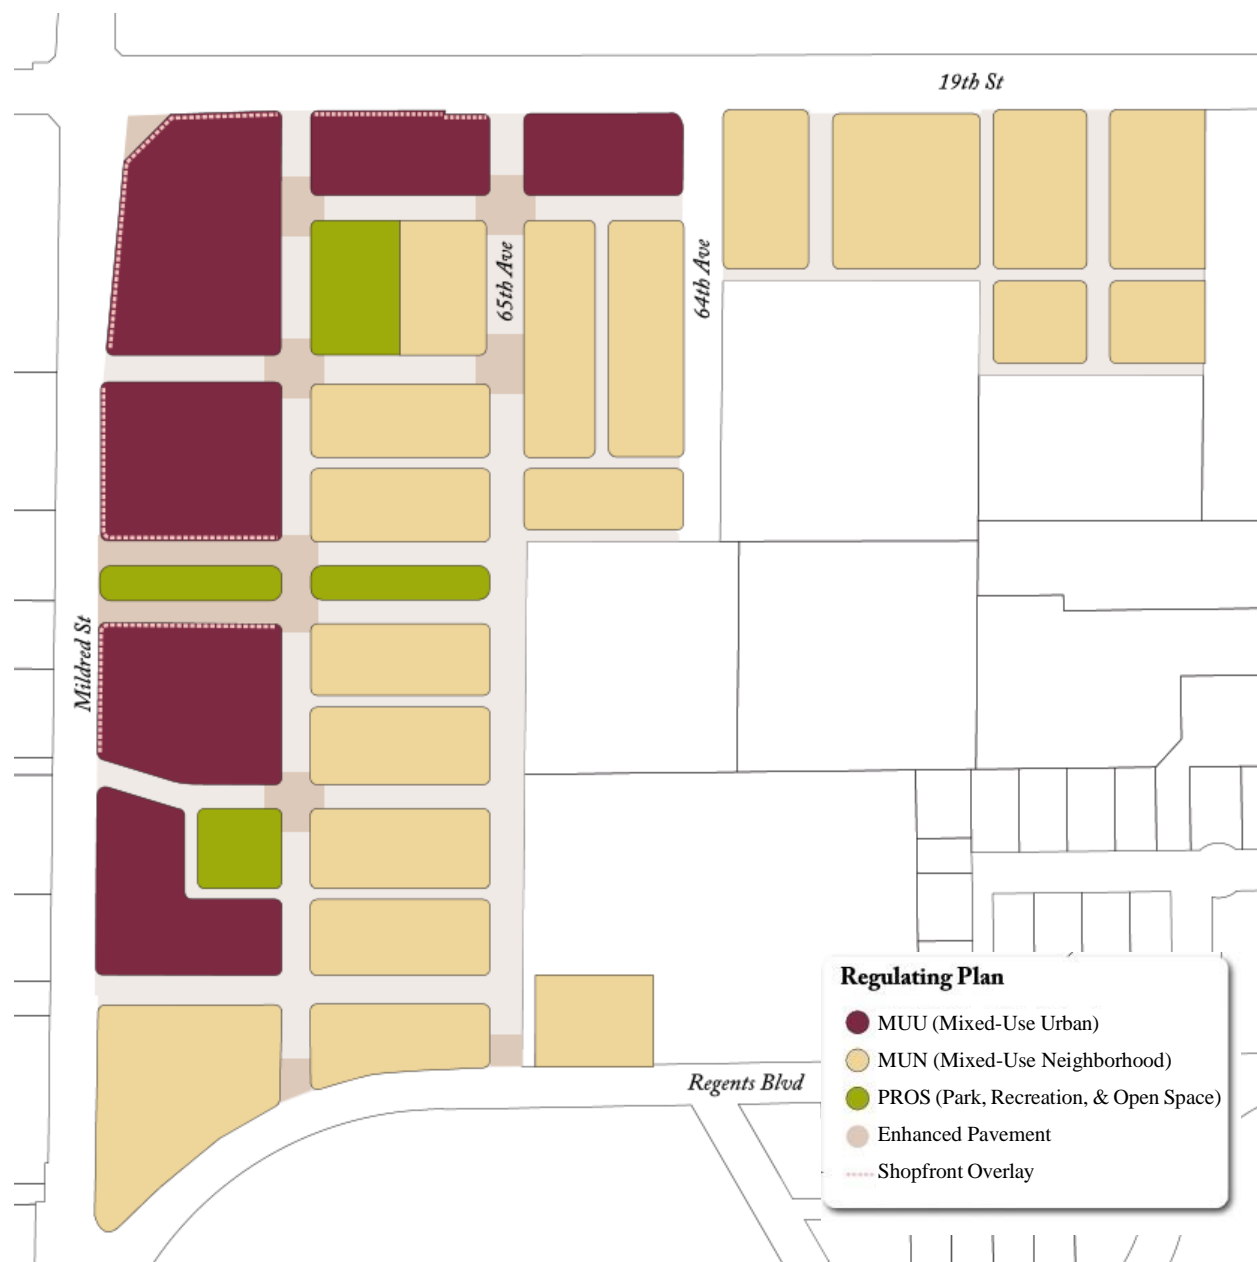 19th St
65th Ave
64th Ave
Mildred St
Regents Blvd
Regulating Plan
MUU (Mixed-Use Urban)
MUN (Mixed-Use Neighborhood)
PROS (Park, Recreation, & Open Space)
Enhanced Pavement
Shopfront Overlay